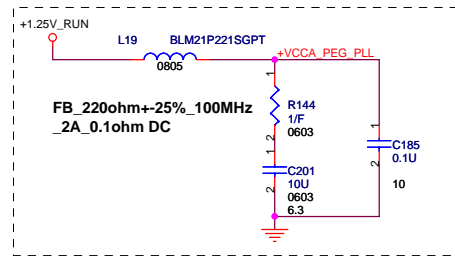 +1.25V_RUN
L19
BLM21P221SGPT
0805
+VCCA_PEG_PLL
FB_220ohm+-25%_100MHz
_2A_0.1ohm DC
1
R144
1/F
0603
2
1
C201
10U
0603
6.3
2
1
C185
0.1U
2
10